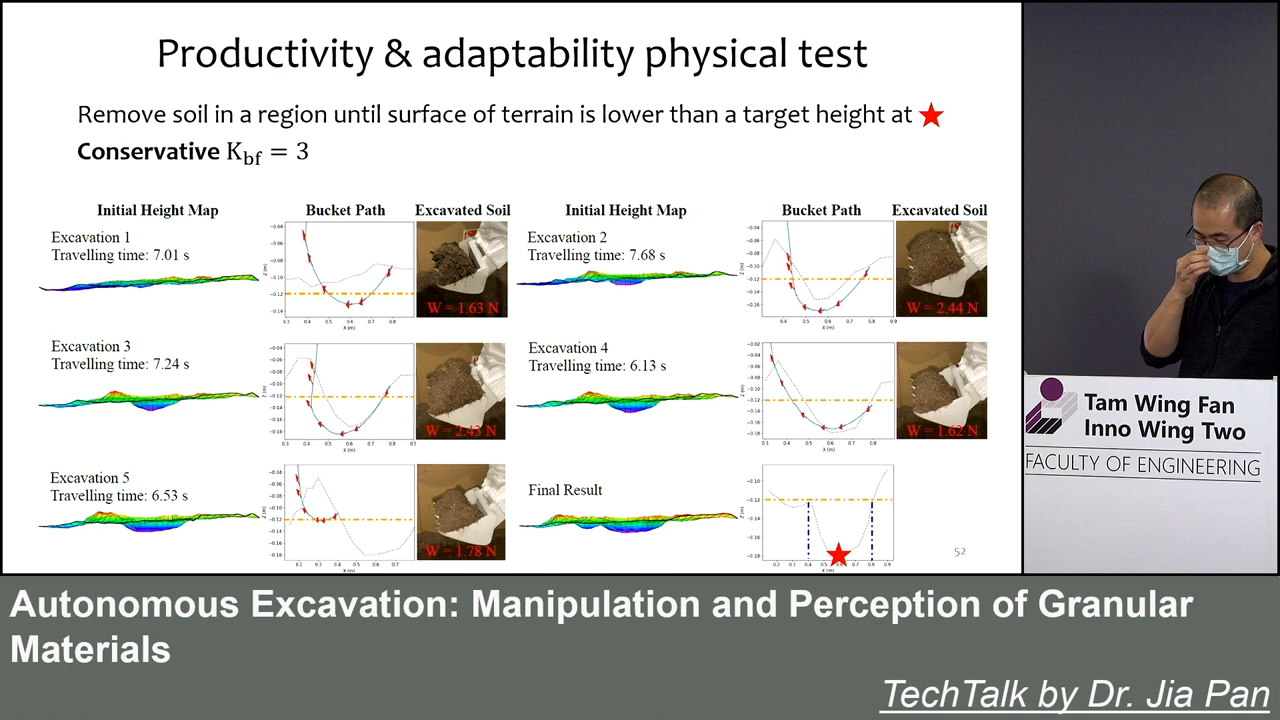 Productivity & adaptability physical test
Remove soil in a region until surface of terrain is lower than a target height at
Conservative K_bf = 3
Initial Height Map Bucket Path Excavated Soil Initial Height Map Bucket Path Excavated Soil
Excavation 1
Travelling time: 7.01 s
W = 1.63 N
Excavation 2
Travelling time: 7.68 s
W = 2.44 N
Excavation 3
Travelling time: 7.24 s
W = 2.43 N
Excavation 4
Travelling time: 6.13 s
W = 1.62 N
Excavation 5
Travelling time: 6.53 s
W = 1.78 N
Final Result
52
Tam Wing Fan
Inno Wing Two
FACULTY OF ENGINEERING
Autonomous Excavation: Manipulation and Perception of Granular
Materials
TechTalk by Dr. Jia Pan